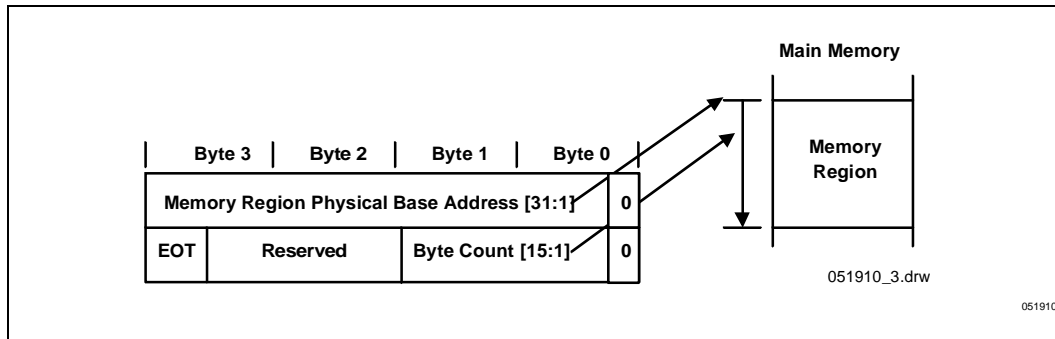 Main Memory
Byte 3 Byte 2 Byte 1 Byte 0
Memory
Region
Memory Region Physical Base Address [31:1] 0
EOT Reserved Byte Count [15:1] 0
051910_3.drw
051910